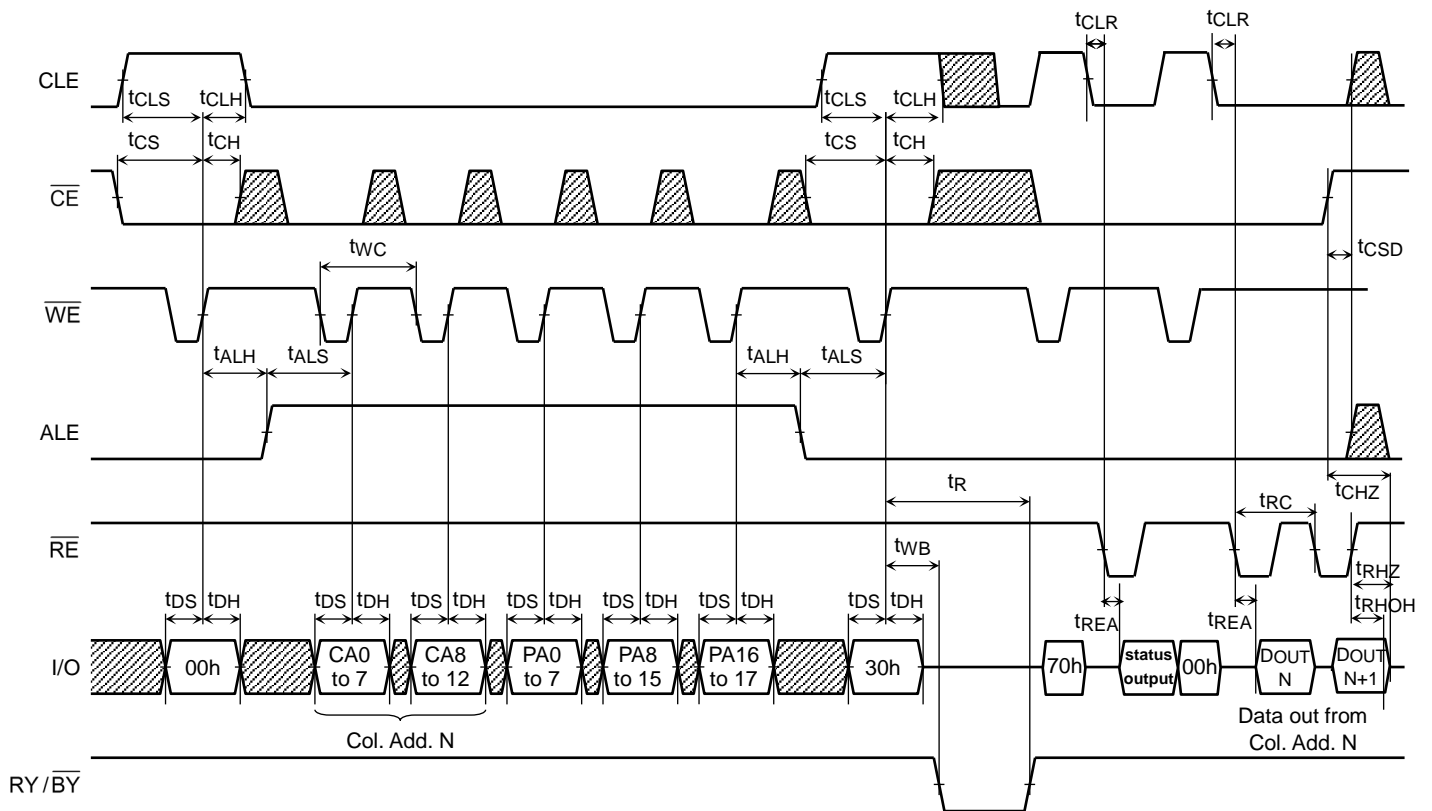 tCLR tCLR
CLE
tCLS tCLH tCLS tCLH
tCS tCH tCS tCH
CE
tWC tCSD
WE
tALH tALS tALH tALS
ALE
tR tCHZ
tRC
RE
tWB tRHZ
tDS tDH tDS tDH tDS tDH tDS tDH tDS tDH tDS tDH tDS tDH tRHOH
tREA tREA
I/O
00h
CA0 to 7
CA8 to 12
PA0 to 7
PA8 to 15
PA16 to 17
30h
70h
status output
00h
DOUT N
DOUT N+1
Col. Add. N
Data out from
Col. Add. N
RY/BY